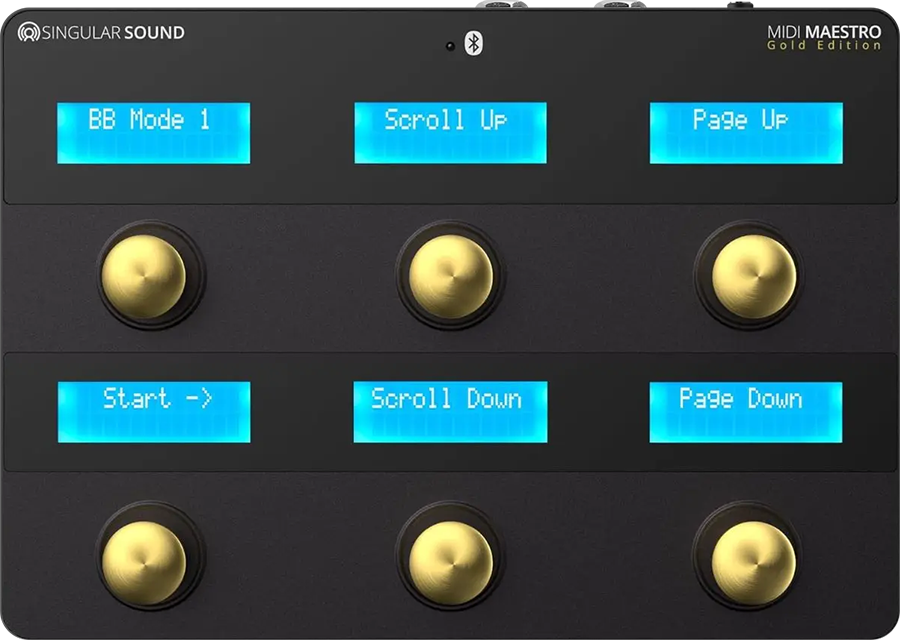 SINGULAR SOUND
MIDI MAESTRO
Gold Edition
BB Mode 1
Scroll Up
Page Up
Start ->
Scroll Down
Page Down